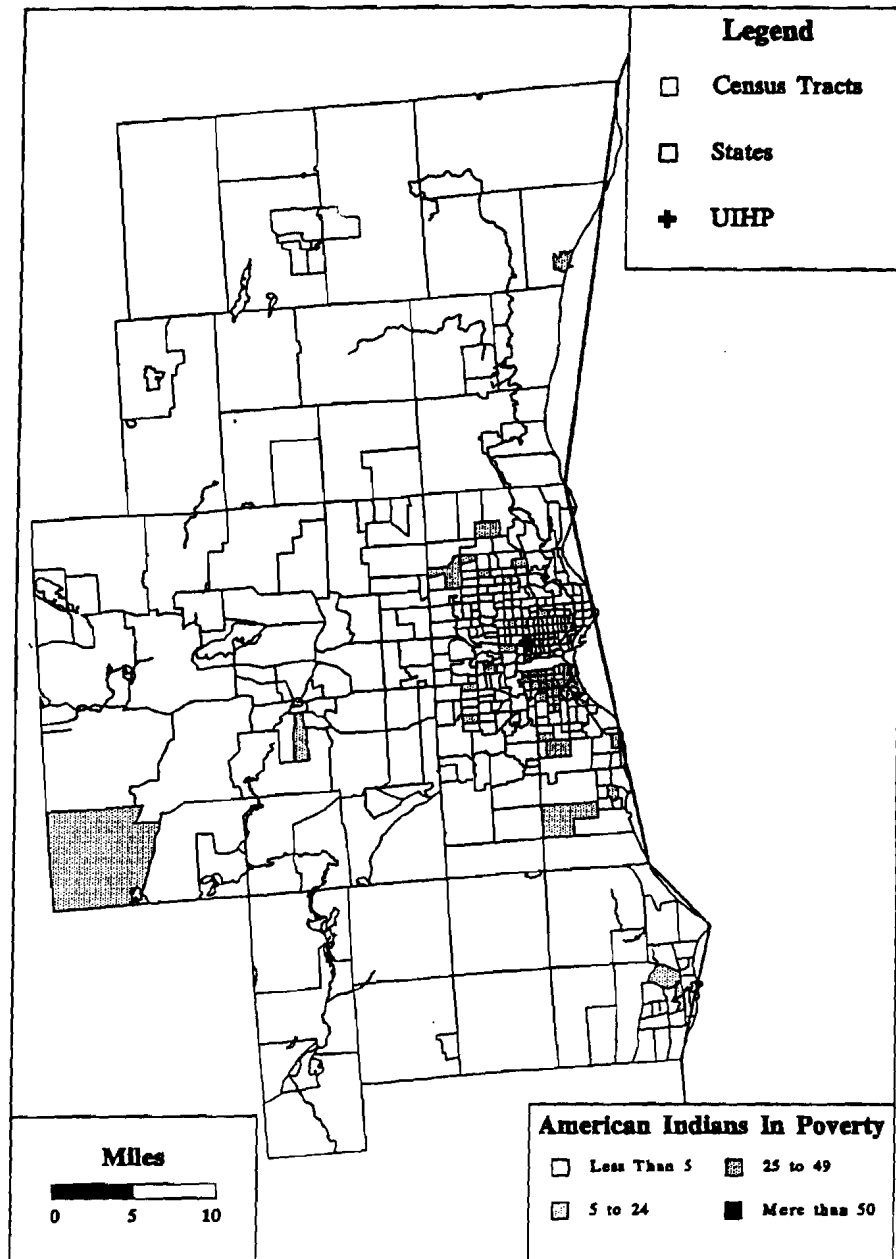 Legend
Census Tracts
States
UIHP
Miles
0 5 10
American Indians In Poverty
Less Than 5
25 to 49
5 to 24
More than 50